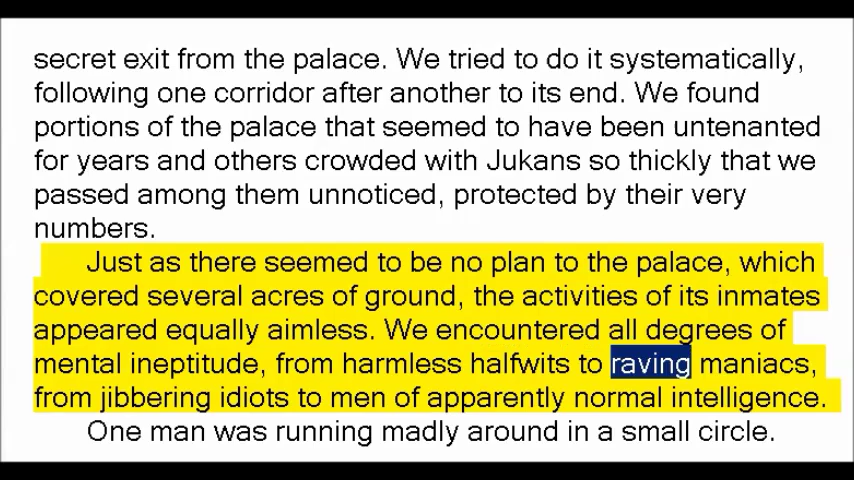 secret exit from the palace. We tried to do it systematically,
following one corridor after another to its end. We found
portions of the palace that seemed to have been untenanted
for years and others crowded with Jukans so thickly that we
passed among them unnoticed, protected by their very
numbers.
Just as there seemed to be no plan to the palace, which
covered several acres of ground, the activities of its inmates
appeared equally aimless. We encountered all degrees of
mental ineptitude, from harmless halfwits to raving maniacs,
from jibbering idiots to men of apparently normal intelligence.
One man was running madly around in a small circle.